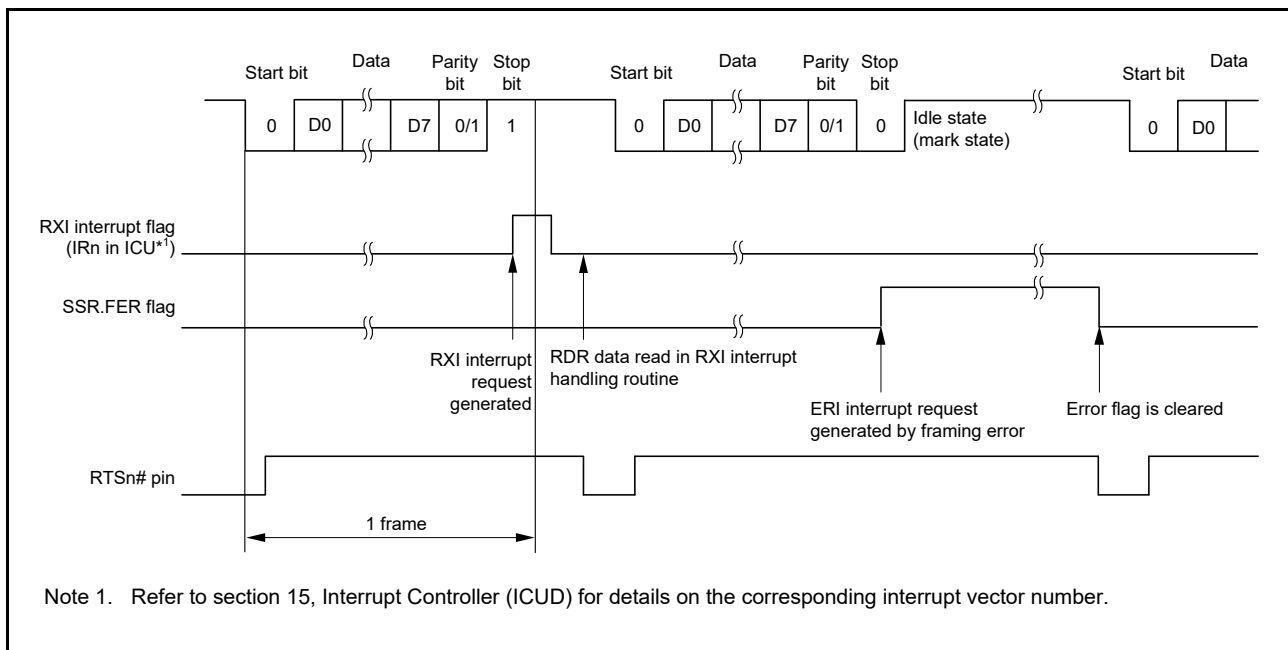 Start bit
Data
Parity bit
Stop bit
Start bit
Data
Parity bit
Stop bit
Start bit
Data
0
D0
D7
0/1
1
0
D0
D7
0/1
0
Idle state
(mark state)
0
D0
RXI interrupt flag
(IRn in ICU*1)
SSR.FER flag
RXI interrupt
request
generated
RDR data read in RXI interrupt
handling routine
ERI interrupt request
generated by framing error
Error flag is cleared
RTSn# pin
1 frame
Note 1. Refer to section 15, Interrupt Controller (ICUD) for details on the corresponding interrupt vector number.